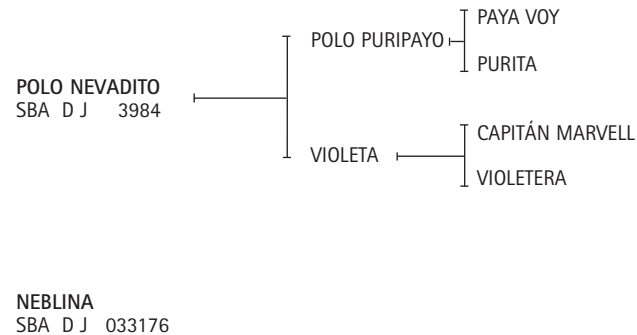 PAYA VOY
POLO PURIPAYO
PURITA
POLO NEVADITO
SBA D J 3984
CAPITÁN MARVELL
VIOLETA
VIOLETERA
NEBLINA
SBA D J 033176